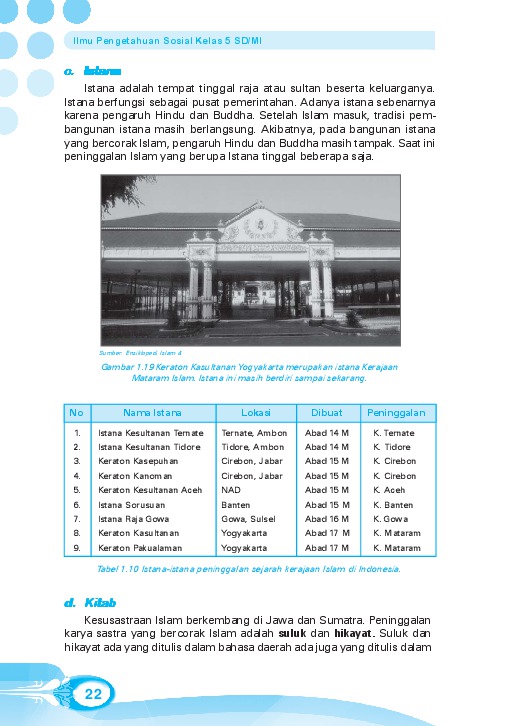 Ilmu Pengetahuan Sosial Kelas 5 SD/MI
c. Istana
Istana adalah tempat tinggal raja atau sultan beserta keluarganya.
Istana berfungsi sebagai pusat pemerintahan. Adanya istana sebenarnya
karena pengaruh Hindu dan Buddha. Setelah Islam masuk, tradisi pem-
bangunan istana masih berlangsung. Akibatnya, pada bangunan istana
yang bercorak Islam, pengaruh Hindu dan Buddha masih tampak. Saat ini
peninggalan Islam yang berupa Istana tinggal beberapa saja.
Sumber: Ensiklopedi Islam 4
Gambar 1.19 Keraton Kasultanan Yogyakarta merupakan istana Kerajaan
Mataram Islam. Istana ini masih berdiri sampai sekarang.
No Nama Istana Lokasi Dibuat Peninggalan
1. Istana Kesultanan Ternate Ternate, Ambon Abad 14 M K. Ternate
2. Istana Kesultanan Tidore Tidore, Ambon Abad 14 M K. Tidore
3. Keraton Kasepuhan Cirebon, Jabar Abad 15 M K. Cirebon
4. Keraton Kanoman Cirebon, Jabar Abad 15 M K. Cirebon
5. Keraton Kesultanan Aceh NAD Abad 15 M K. Aceh
6. Istana Sorusuan Banten Abad 15 M K. Banten
7. Istana Raja Gowa Gowa, Sulsel Abad 16 M K. Gowa
8. Keraton Kasultanan Yogyakarta Abad 17 M K. Mataram
9. Keraton Pakualaman Yogyakarta Abad 17 M K. Mataram
Tabel 1.10 Istana-istana peninggalan sejarah kerajaan Islam di Indonesia.
d. Kitab
Kesusastraan Islam berkembang di Jawa dan Sumatra. Peninggalan
karya sastra yang bercorak Islam adalah suluk dan hikayat. Suluk dan
hikayat ada yang ditulis dalam bahasa daerah ada juga yang ditulis dalam
22